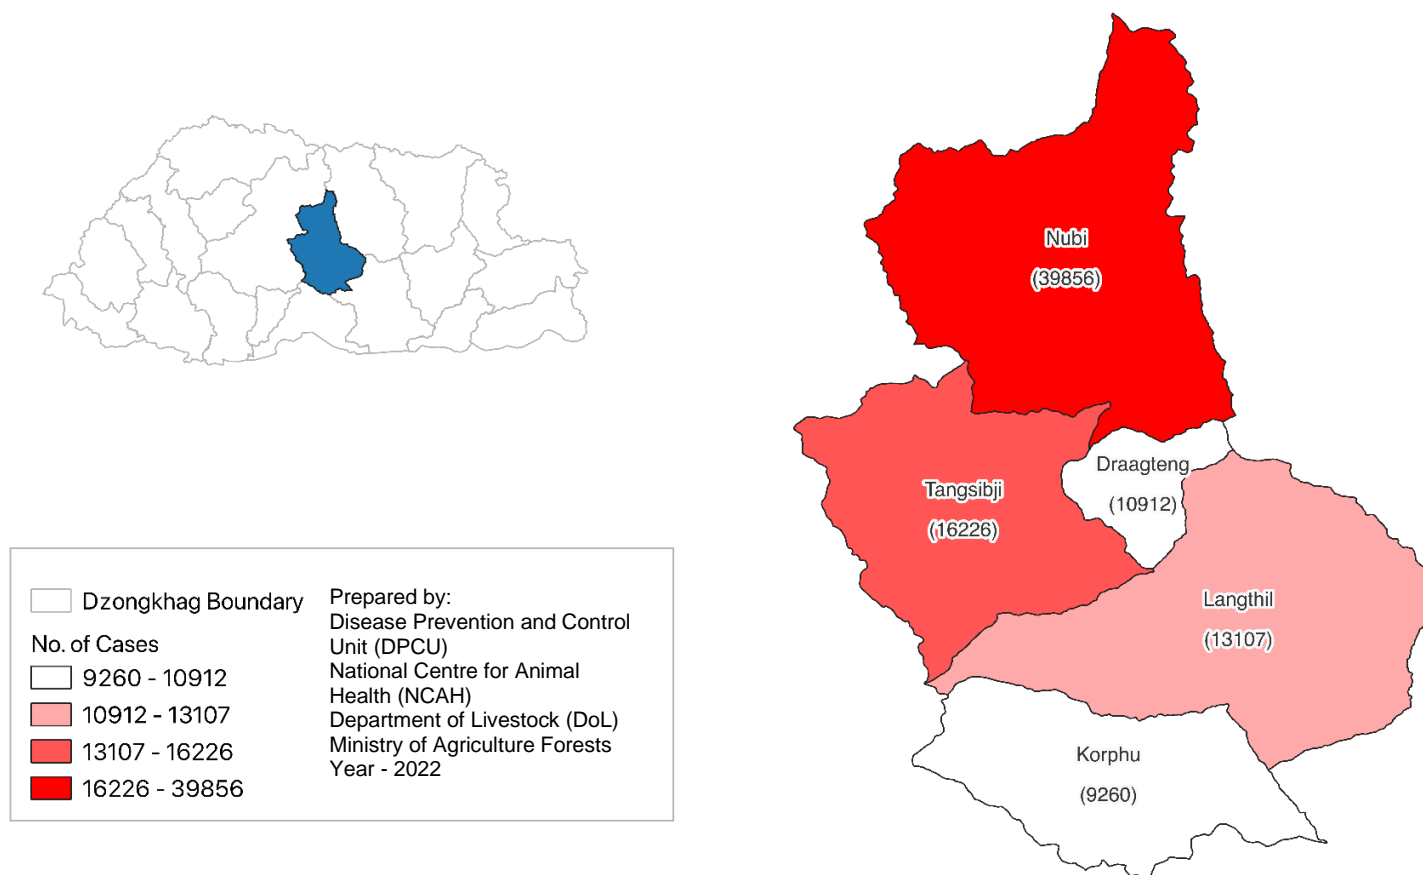 Nubi
(39856)
Draagteng
(10912)
Tangsibji
(16226)
Langthil
(13107)
Korphu
(9260)
Dzongkhag Boundary
No. of Cases
9260 - 10912
10912 - 13107
13107 - 16226
16226 - 39856
Prepared by:
Disease Prevention and Control
Unit (DPCU)
National Centre for Animal
Health (NCAH)
Department of Livestock (DoL)
Ministry of Agriculture Forests
Year - 2022